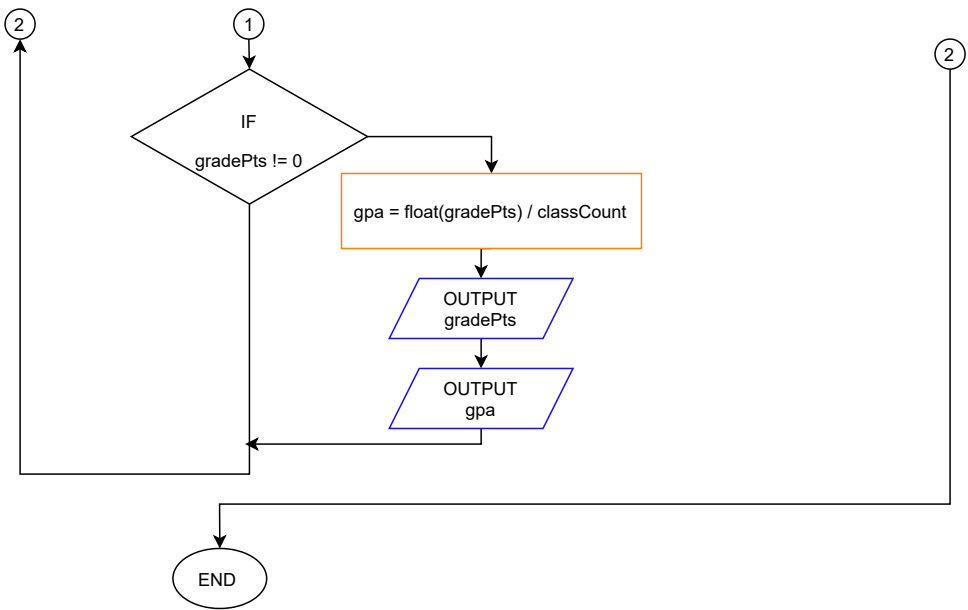 2
1
2
IF
gradePts != 0
gpa = float(gradePts) / classCount
OUTPUT
gradePts
OUTPUT
gpa
END